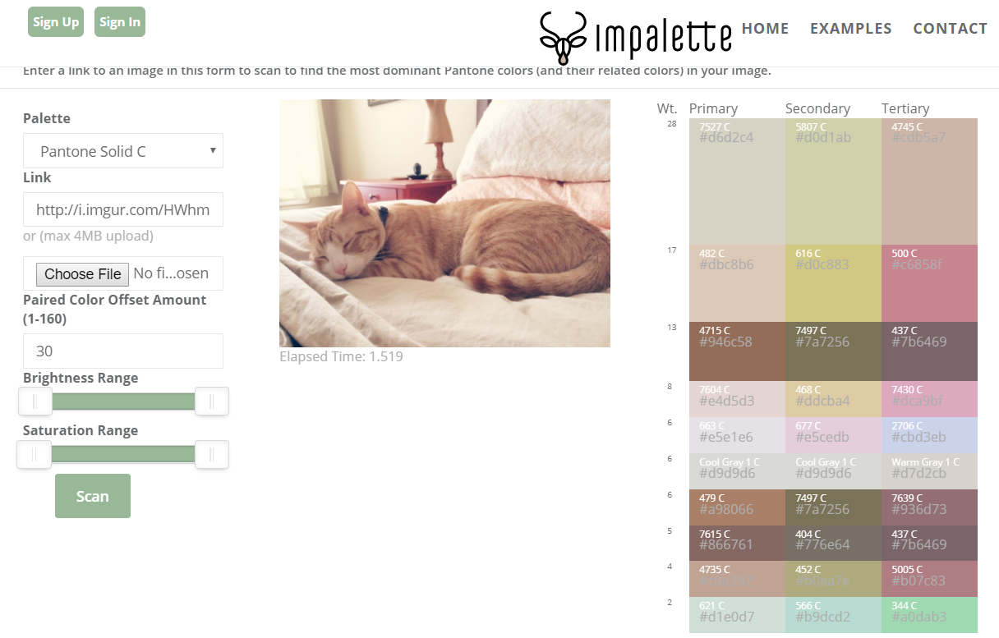 Sign Up
Sign In
Impalette
HOME
EXAMPLES
CONTACT
Enter a link to an image in this form to scan to find the most dominant Pantone colors (and their related colors) in your image.
Palette
Pantone Solid C
Link
http://i.imgur.com/HWhm
or (max 4MB upload)
Choose File No fi...osen
Paired Color Offset Amount
(1-160)
30
Brightness Range
Saturation Range
Scan
Elapsed Time: 1.519
Wt. Primary Secondary Tertiary
28 7527 C 5807 C 4745 C
#d6d2c4 #d0d1ab #cdb5a7
17 482 C 616 C 500 C
#dbc8b6 #d0c883 #c6858f
13 4715 C 7497 C 437 C
#946c58 #7a7256 #7b6469
8 7604 C 468 C 7430 C
#e4d5d3 #ddcba4 #dca9bf
6 663 C 677 C 2706 C
#e5e1e6 #e5cedb #cbd3eb
6 Cool Gray 1 C Cool Gray 1 C Warm Gray 1 C
#d9d9d6 #d9d9d6 #d7d2cb
6 479 C 7497 C 7639 C
#a98066 #7a7256 #936d73
5 7615 C 404 C 437 C
#866761 #776e64 #7b6469
4 4735 C 452 C 5005 C
#b0aa7e #b07c83
2 621 C 566 C 344 C
#d1e0d7 #b9dcd2 #a0dab3